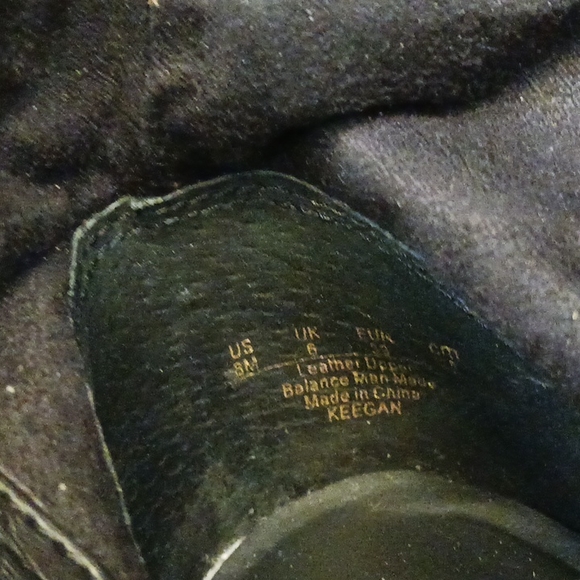 US UK EUR cm
8M 6
Leather Upper
Balance Man Made
Made in China
KEEGAN